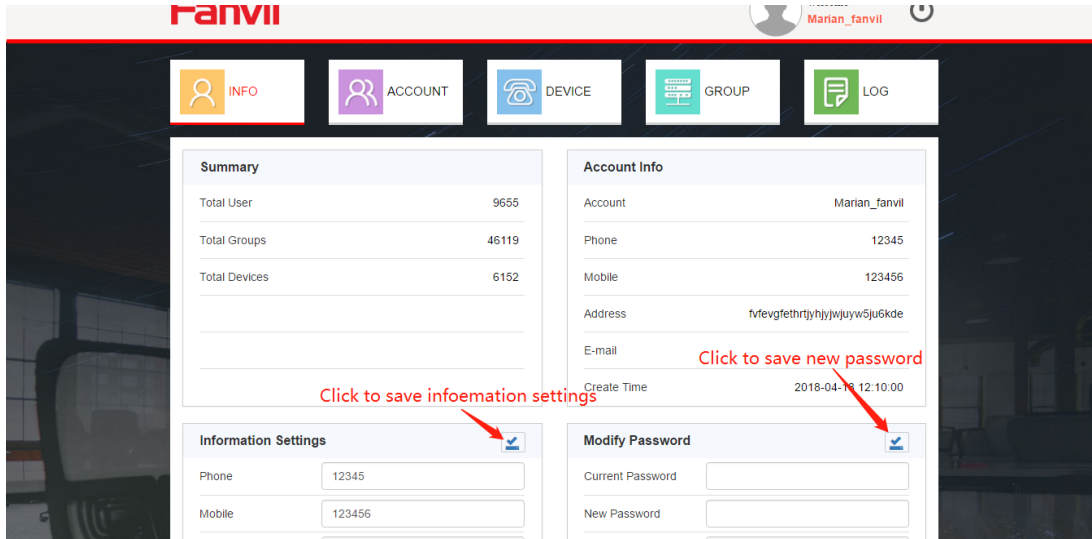 Fanvil
Marian_fanvil
INFO
ACCOUNT
DEVICE
GROUP
LOG
Summary
Total User 9655
Total Groups 46119
Total Devices 6152
Account Info
Account Marian_fanvil
Phone 12345
Mobile 123456
Address fvfevgfethrtjyhjyjwjuyw5ju6kde
E-mail
Click to save new password
Create Time 2018-04-18 12:10:00
Click to save infoemation settings
Information Settings
Phone 12345
Mobile 123456
Modify Password
Current Password
New Password